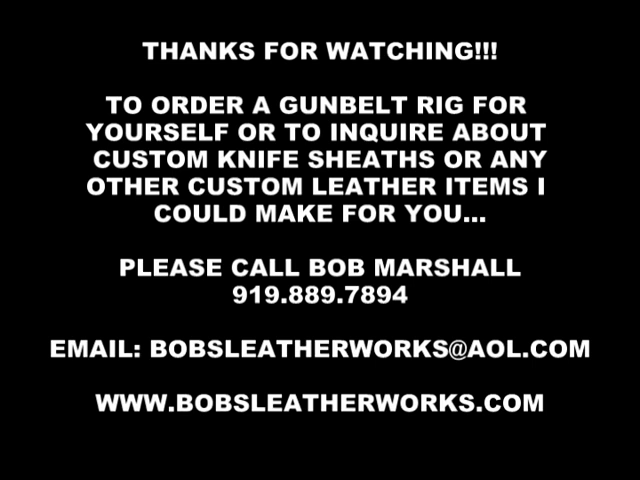 THANKS FOR WATCHING!!!
TO ORDER A GUNBELT RIG FOR
YOURSELF OR TO INQUIRE ABOUT
CUSTOM KNIFE SHEATHS OR ANY
OTHER CUSTOM LEATHER ITEMS I
COULD MAKE FOR YOU...
PLEASE CALL BOB MARSHALL
919.889.7894
EMAIL: BOBSLEATHERWORKS@AOL.COM
WWW.BOBSLEATHERWORKS.COM